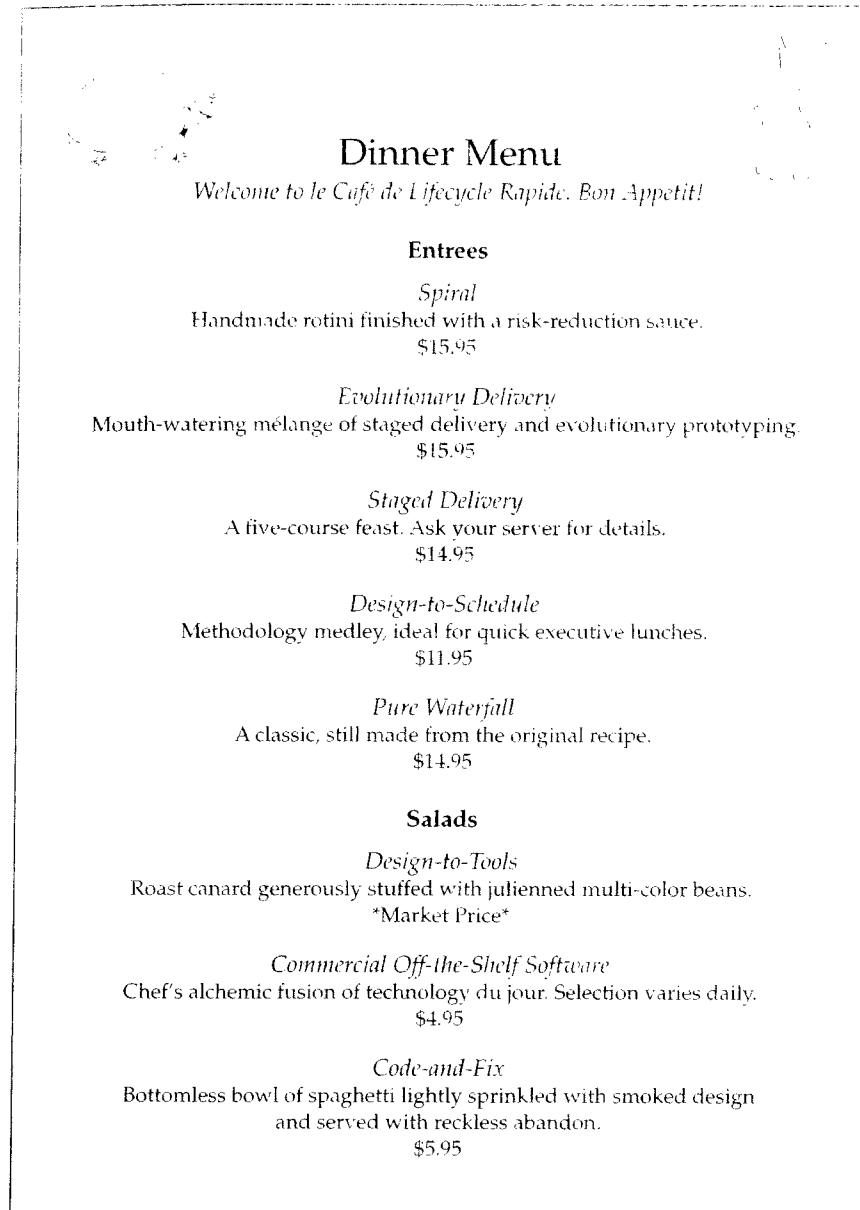 Dinner Menu
Welcome to le Café de Lifecycle Rapide. Bon Appetit!
Entrees
Spiral
Handmade rotini finished with a risk-reduction sauce.
$15.95
Evolutionary Delivery
Mouth-watering mélange of staged delivery and evolutionary prototyping.
$15.95
Staged Delivery
A five-course feast. Ask your server for details.
$14.95
Design-to-Schedule
Methodology medley, ideal for quick executive lunches.
$11.95
Pure Waterfall
A classic, still made from the original recipe.
$14.95
Salads
Design-to-Tools
Roast canard generously stuffed with julienned multi-color beans.
*Market Price*
Commercial Off-the-Shelf Software
Chef's alchemic fusion of technology du jour. Selection varies daily.
$4.95
Code-and-Fix
Bottomless bowl of spaghetti lightly sprinkled with smoked design
and served with reckless abandon.
$5.95